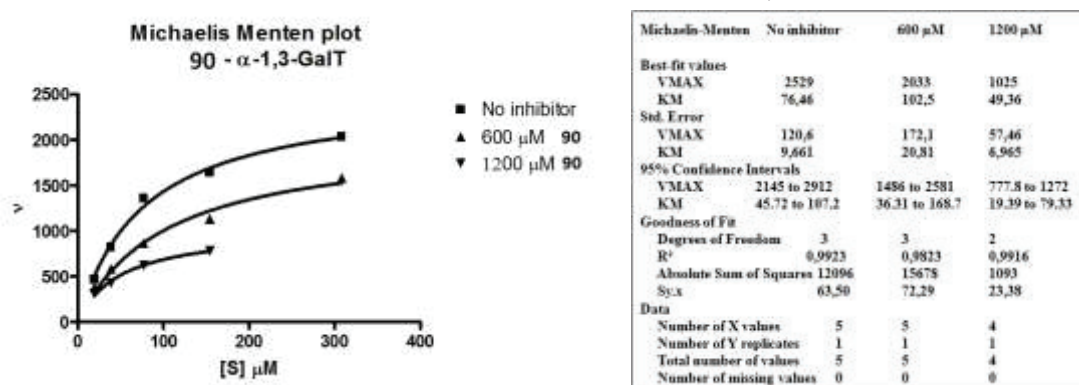 Michaelis Menten plot
90 - α-1,3-GalT
2500
2000
1500
1000
500
0
ν
0 100 200 300 400
[S] μM
No inhibitor
600 μM 90
1200 μM 90
Michaelis-Menten No inhibitor 600 μM 1200 μM
Best-fit values
VMAX 2529 2033 1025
KM 76,46 102,5 49,36
Std. Error
VMAX 120,6 172,1 57,46
KM 9,661 20,81 6,965
95% Confidence Intervals
VMAX 2145 to 2912 1486 to 2581 777.8 to 1272
KM 45.72 to 107.2 36.31 to 168.7 19.39 to 79.33
Goodness of Fit
Degrees of Freedom 3 3 2
R² 0,9923 0,9823 0,9916
Absolute Sum of Squares 12096 15678 1093
Sy.x 63,50 72,29 23,38
Data
Number of X values 5 5 4
Number of Y replicates 1 1 1
Total number of values 5 5 4
Number of missing values 0 0 0